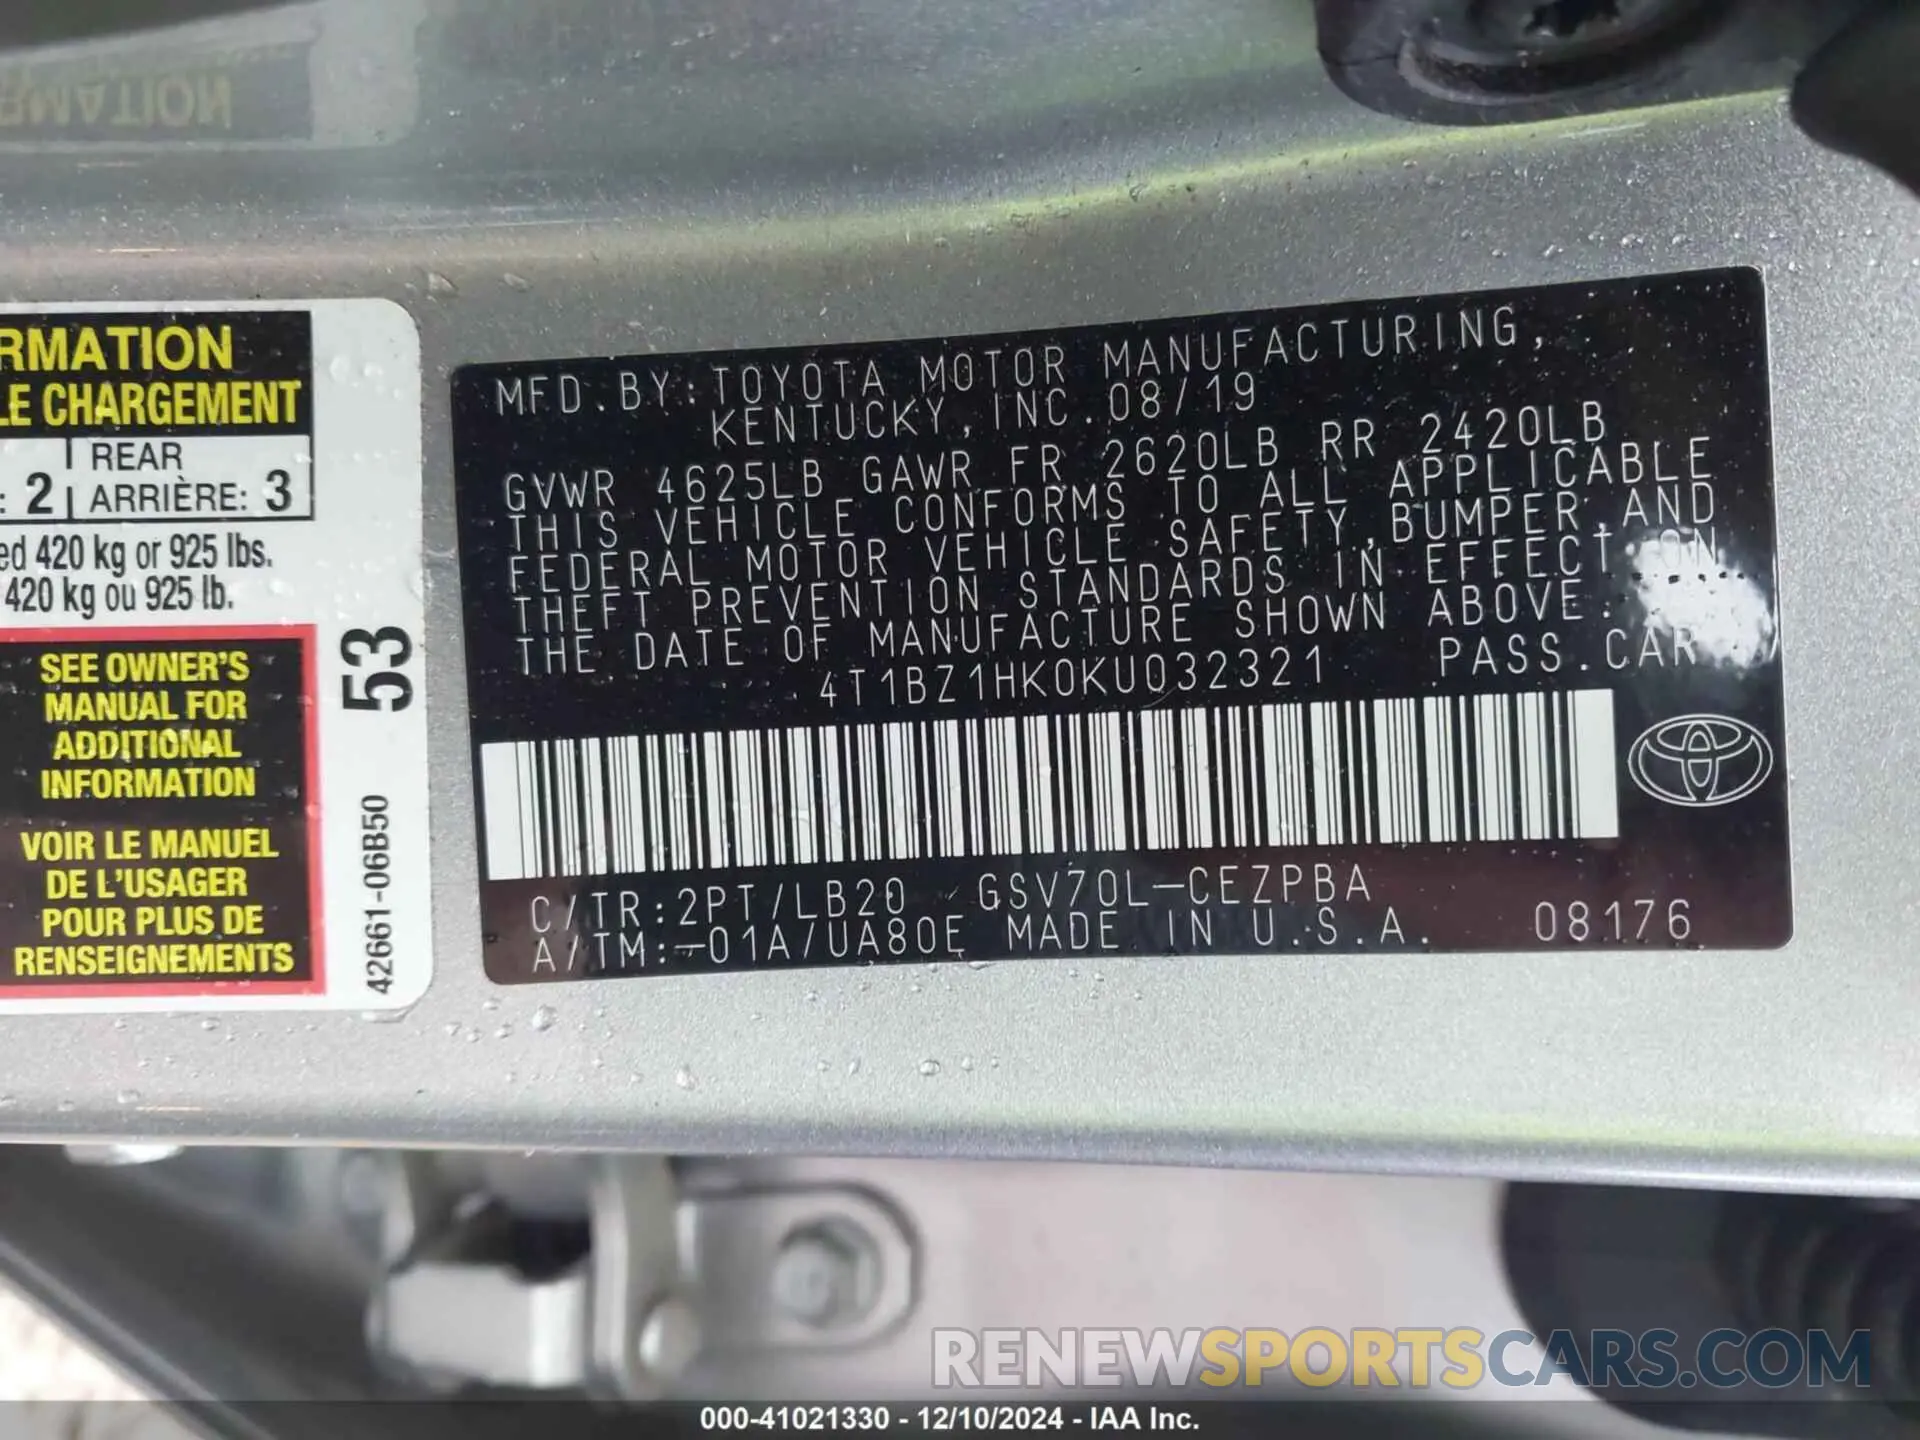 RMATION
RMATION
LE CHARGEMENT
: 2 REAR
ARRIÈRE: 3
ed 420 kg or 925 lbs.
420 kg ou 925 lb.
SEE OWNER'S
MANUAL FOR
ADDITIONAL
INFORMATION
VOIR LE MANUEL
DE L'USAGER
POUR PLUS DE
RENSEIGNEMENTS
53
42661-06B50
MFD. BY: TOYOTA MOTOR MANUFACTURING,
KENTUCKY, INC. 08/19
GVWR 4625LB GAWR FR 2620LB RR 2420LB
THIS VEHICLE CONFORMS TO ALL APPLICABLE
FEDERAL MOTOR VEHICLE SAFETY, BUMPER, AND
THEFT PREVENTION STANDARDS IN EFFECT ON
THE DATE OF MANUFACTURE SHOWN ABOVE.
4T1BZ1HK0KU032321 PASS. CAR
C/TR: 2PT/LB20 GSV70L-CEZPBA
A/TM: -01A/UA80E MADE IN U.S.A. 08176
RENEWSPORTSCARS.COM
000-41021330 - 12/10/2024 - IAA Inc.